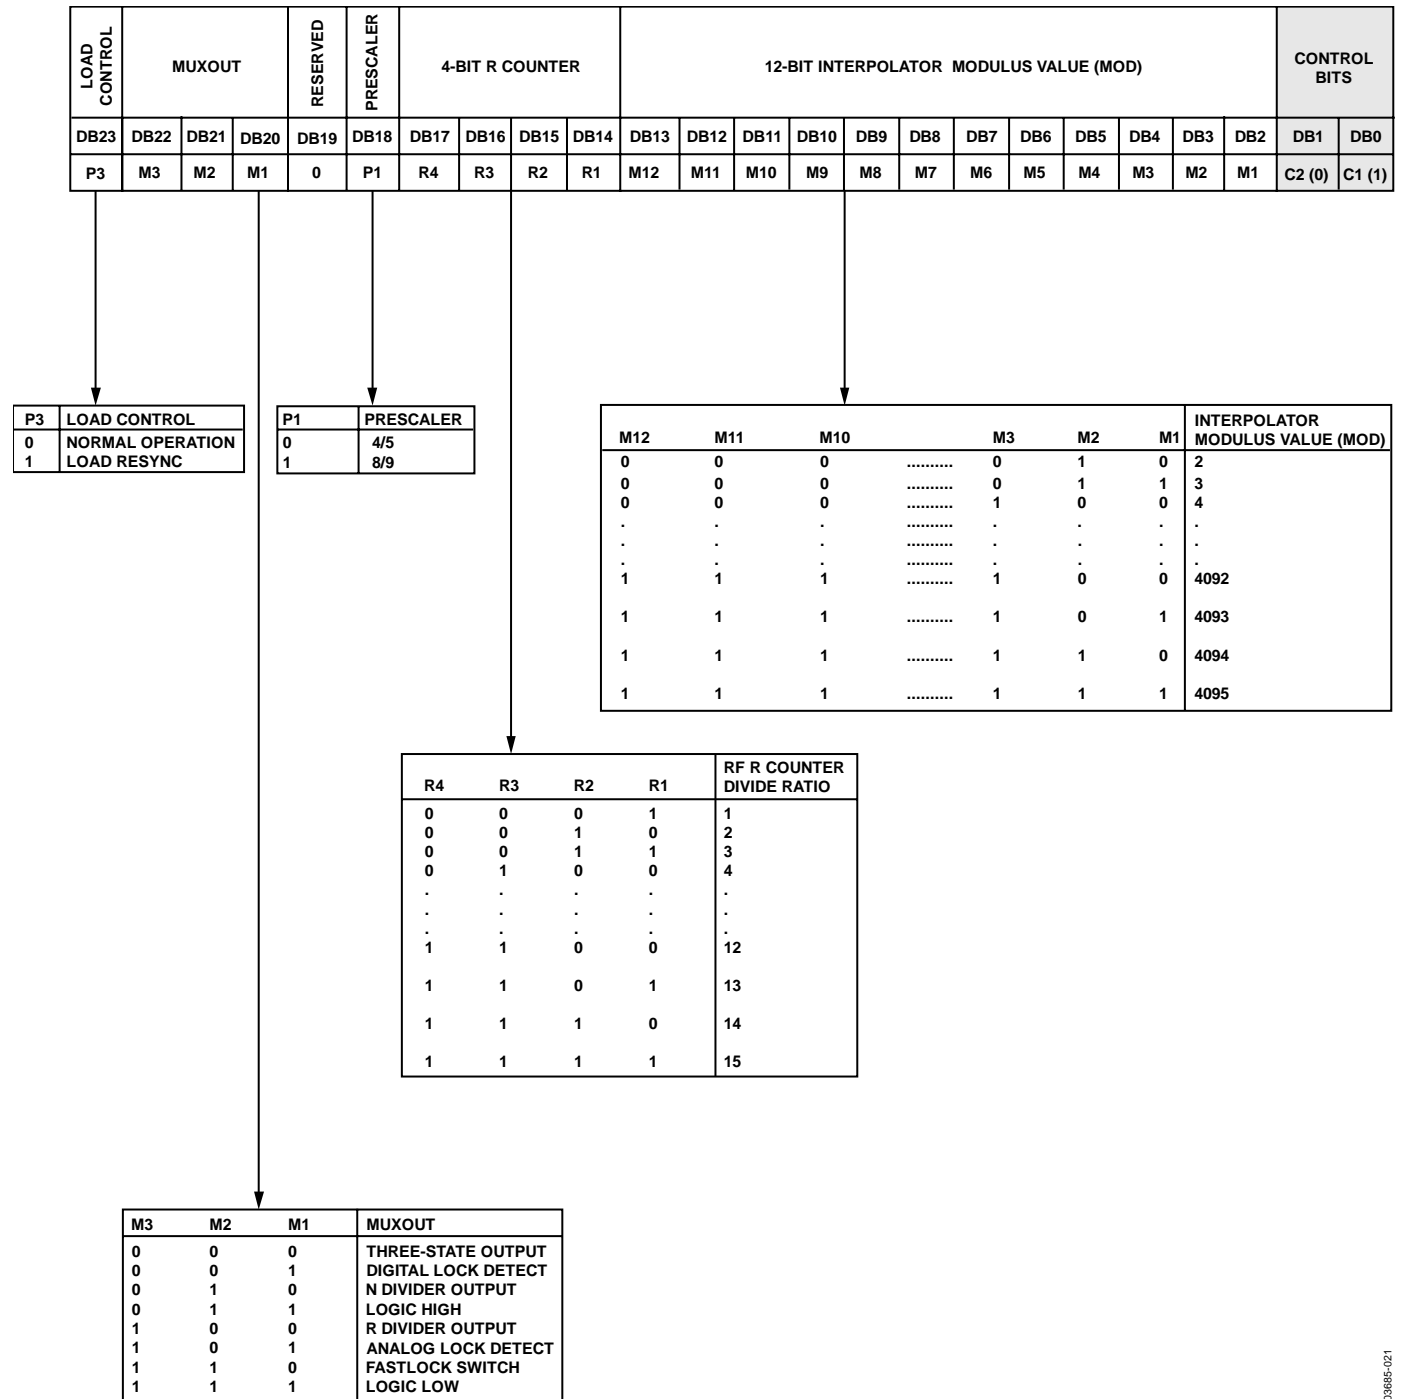 LOAD CONTROL MUXOUT RESERVED PRESCALER 4-BIT R COUNTER 12-BIT INTERPOLATOR MODULUS VALUE (MOD) CONTROL BITS
DB23 DB22 DB21 DB20 DB19 DB18 DB17 DB16 DB15 DB14 DB13 DB12 DB11 DB10 DB9 DB8 DB7 DB6 DB5 DB4 DB3 DB2 DB1 DB0
P3 M3 M2 M1 0 P1 R4 R3 R2 R1 M12 M11 M10 M9 M8 M7 M6 M5 M4 M3 M2 M1 C2 (0) C1 (1)
P3 LOAD CONTROL
0 NORMAL OPERATION
1 LOAD RESYNC
P1 PRESCALER
0 4/5
1 8/9
M12 M11 M10 M3 M2 M1 INTERPOLATOR MODULUS VALUE (MOD)
0 0 0 .......... 0 1 0 2
0 0 0 .......... 0 1 1 3
0 0 0 .......... 1 0 0 4
. . . .......... . . . .
. . . .......... . . . .
. . . .......... . . . .
1 1 1 .......... 1 0 0 4092
1 1 1 .......... 1 0 1 4093
1 1 1 .......... 1 1 0 4094
1 1 1 .......... 1 1 1 4095
R4 R3 R2 R1 RF R COUNTER DIVIDE RATIO
0 0 0 1 1
0 0 1 0 2
0 0 1 1 3
0 1 0 0 4
. . . . .
. . . . .
. . . . .
1 1 0 0 12
1 1 0 1 13
1 1 1 0 14
1 1 1 1 15
M3 M2 M1 MUXOUT
0 0 0 THREE-STATE OUTPUT
0 0 1 DIGITAL LOCK DETECT
0 1 0 N DIVIDER OUTPUT
0 1 1 LOGIC HIGH
1 0 0 R DIVIDER OUTPUT
1 0 1 ANALOG LOCK DETECT
1 1 0 FASTLOCK SWITCH
1 1 1 LOGIC LOW
03685-021